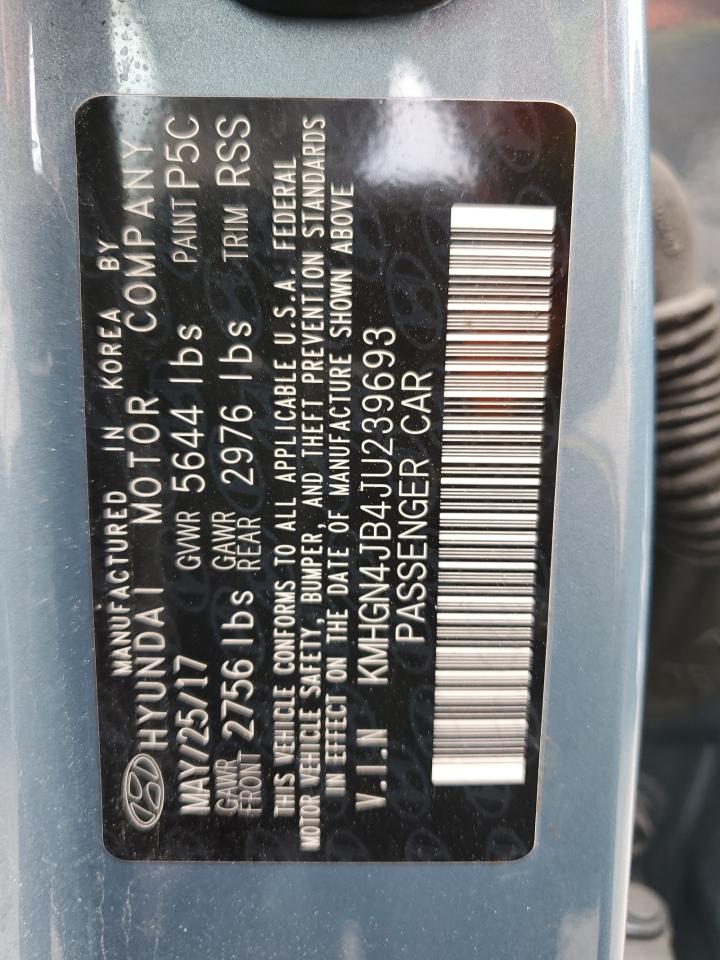 MANUFACTURED IN KOREA BY
HYUNDAI MOTOR COMPANY
MAY/25/17 GVWR 5644 lbs PAINT P5C
GAWR FRONT 2756 lbs GAWR REAR 2976 lbs TRIM RSS
THIS VEHICLE CONFORMS TO ALL APPLICABLE U.S.A. FEDERAL
MOTOR VEHICLE SAFETY, BUMPER, AND THEFT PREVENTION STANDARDS
IN EFFECT ON THE DATE OF MANUFACTURE SHOWN ABOVE
V.I.N KMHGN4JB4JU239693
PASSENGER CAR